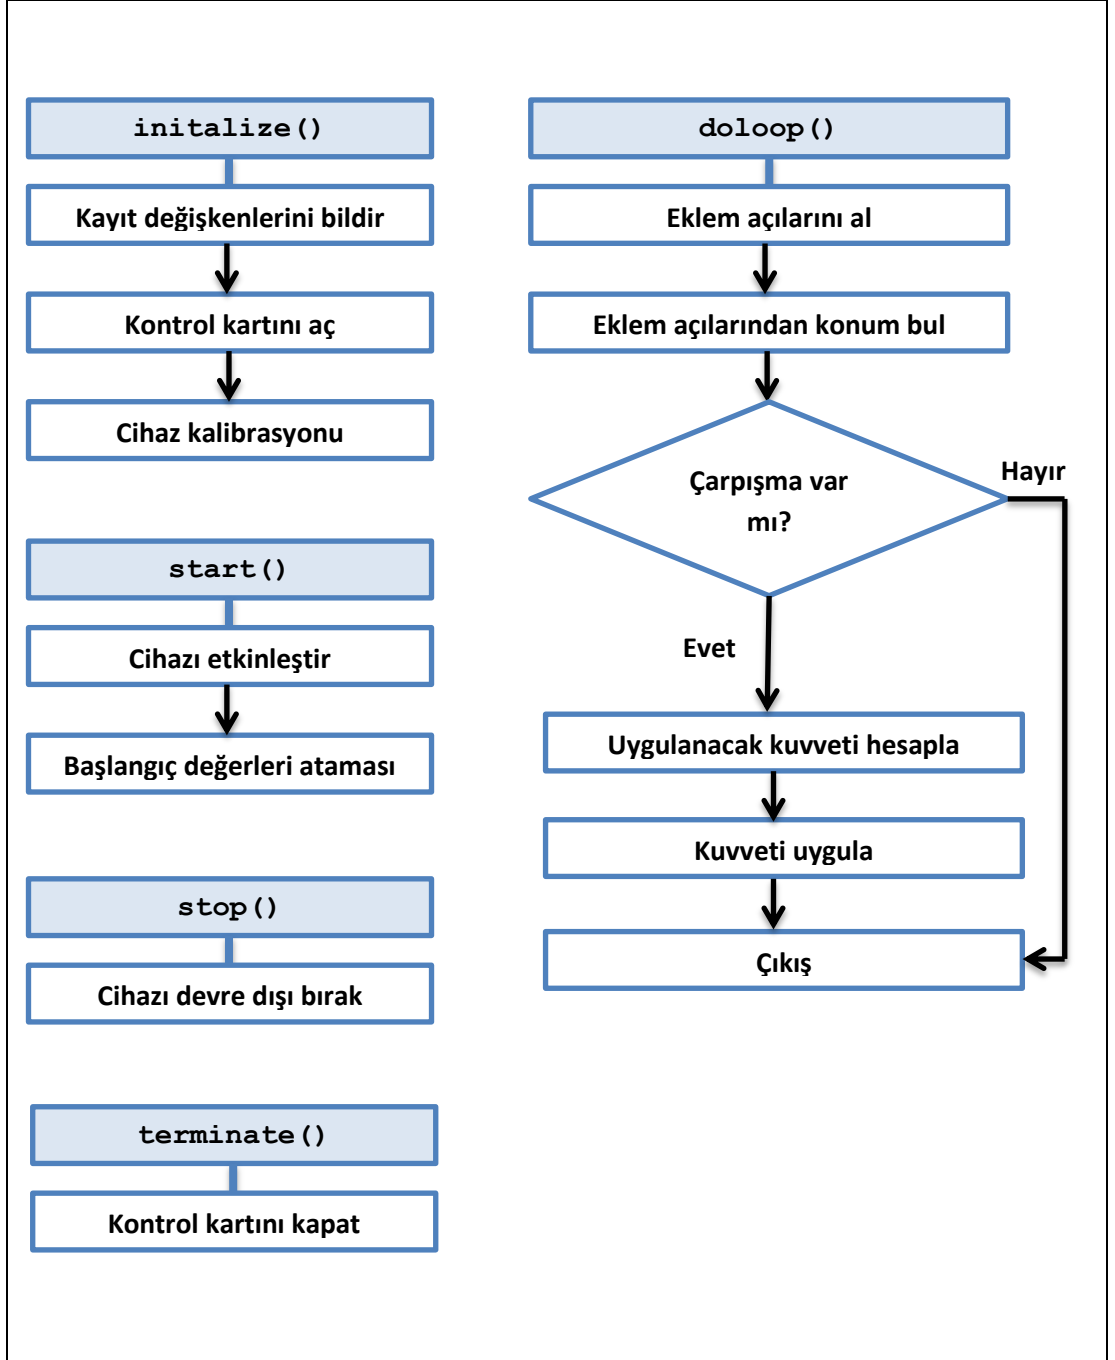 initalize()
Kayıt değişkenlerini bildir
Kontrol kartını aç
Cihaz kalibrasyonu
start()
Cihazı etkinleştir
Başlangıç değerleri ataması
stop()
Cihazı devre dışı bırak
terminate()
Kontrol kartını kapat
doloop()
Eklem açılarını al
Eklem açılarından konum bul
Çarpışma var
mı?
Hayır
Evet
Uygulanacak kuvveti hesapla
Kuvveti uygula
Çıkış